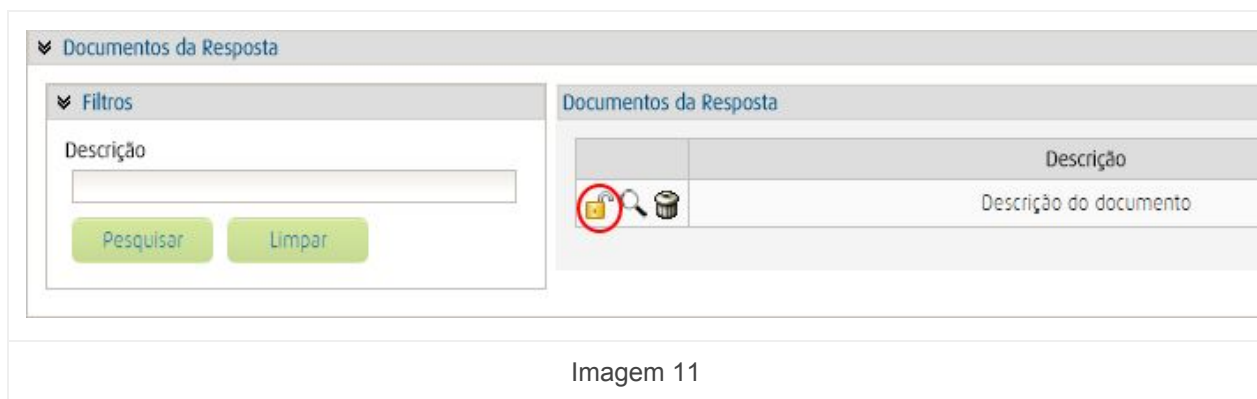 Documentos da Resposta
Filtros
Descrição
Pesquisar
Limpar
Documentos da Resposta
Descrição
Descrição do documento
Imagem 11